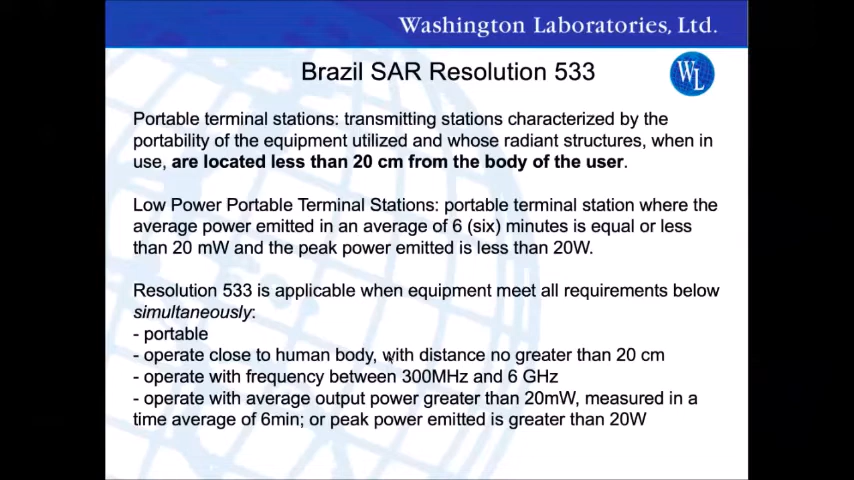 Washington Laboratories, Ltd.
Brazil SAR Resolution 533
WL
Portable terminal stations: transmitting stations characterized by the
portability of the equipment utilized and whose radiant structures, when in
use, are located less than 20 cm from the body of the user.
Low Power Portable Terminal Stations: portable terminal station where the
average power emitted in an average of 6 (six) minutes is equal or less
than 20 mW and the peak power emitted is less than 20W.
Resolution 533 is applicable when equipment meet all requirements below
simultaneously:
- portable
- operate close to human body, with distance no greater than 20 cm
- operate with frequency between 300MHz and 6 GHz
- operate with average output power greater than 20mW, measured in a
time average of 6min; or peak power emitted is greater than 20W